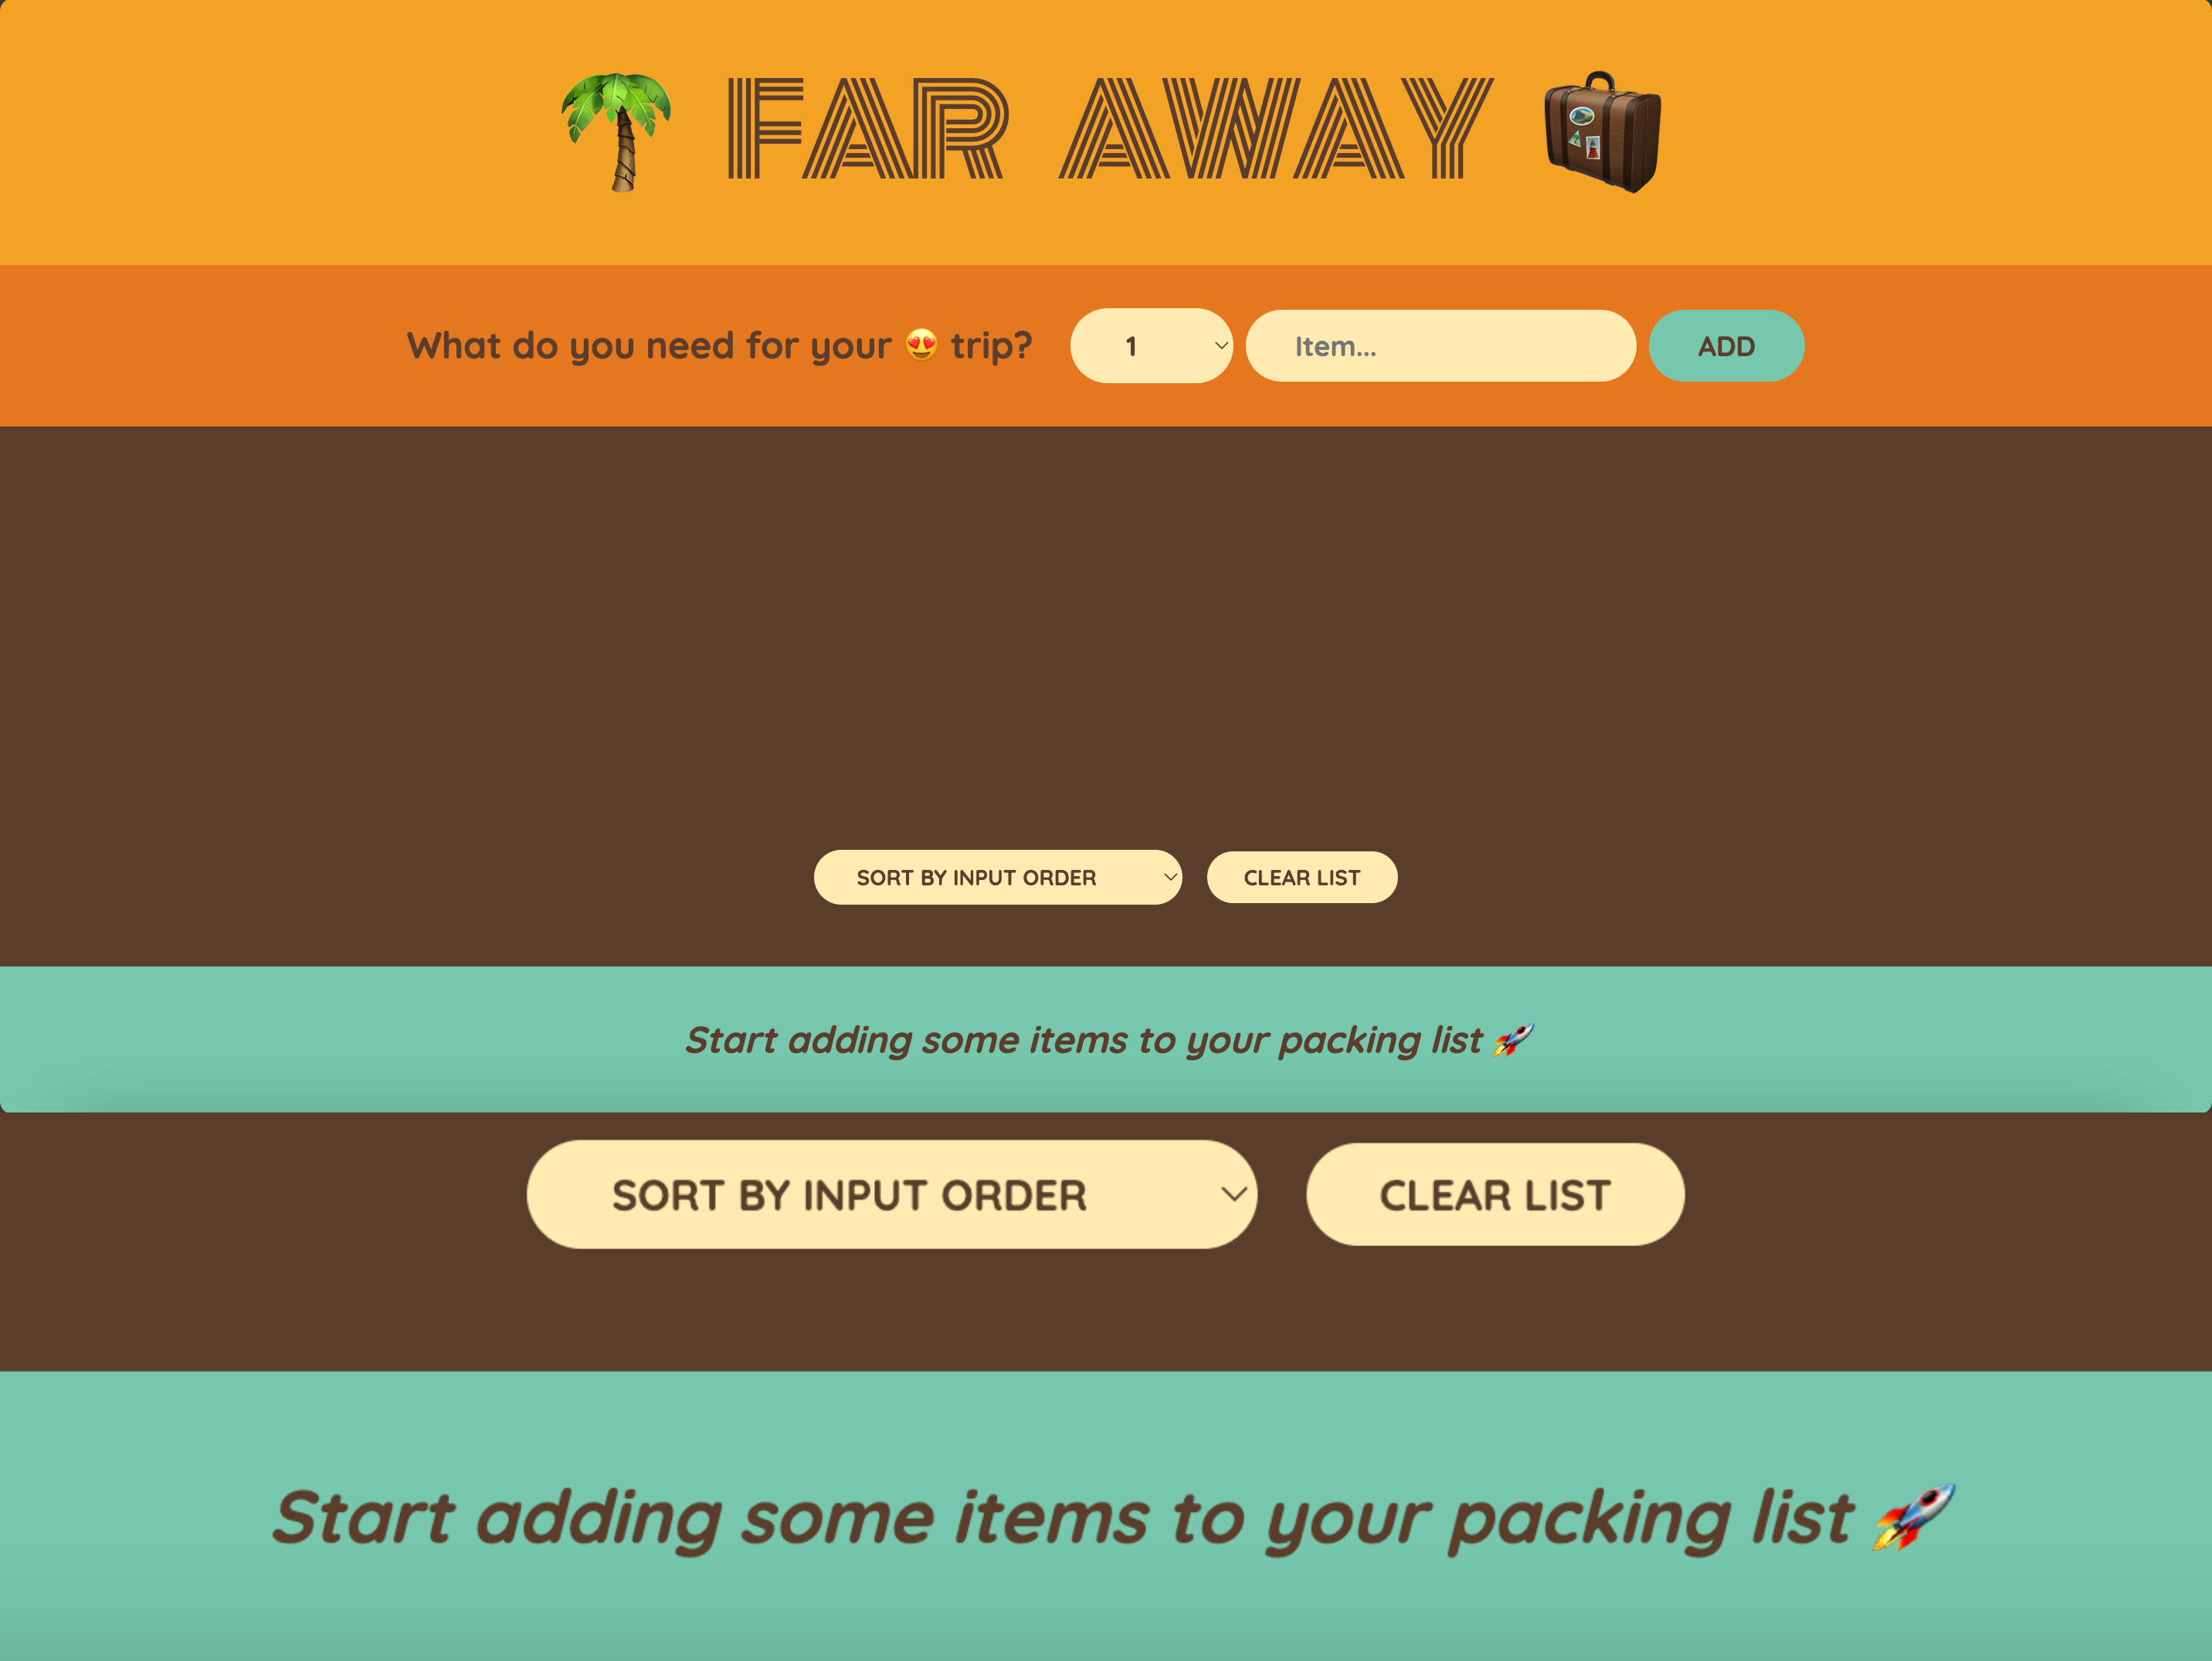 🌴 FAR AWAY 🧳
What do you need for your 😍 trip? 1 Item... ADD
SORT BY INPUT ORDER CLEAR LIST
Start adding some items to your packing list 🚀
SORT BY INPUT ORDER CLEAR LIST
Start adding some items to your packing list 🚀